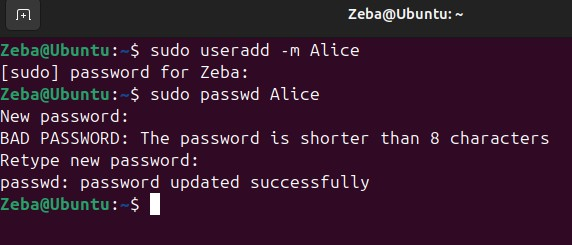 Zeba@Ubuntu: ~
Zeba@Ubuntu:~$ sudo useradd -m Alice
[sudo] password for Zeba:
Zeba@Ubuntu:~$ sudo passwd Alice
New password:
BAD PASSWORD: The password is shorter than 8 characters
Retype new password:
passwd: password updated successfully
Zeba@Ubuntu:~$